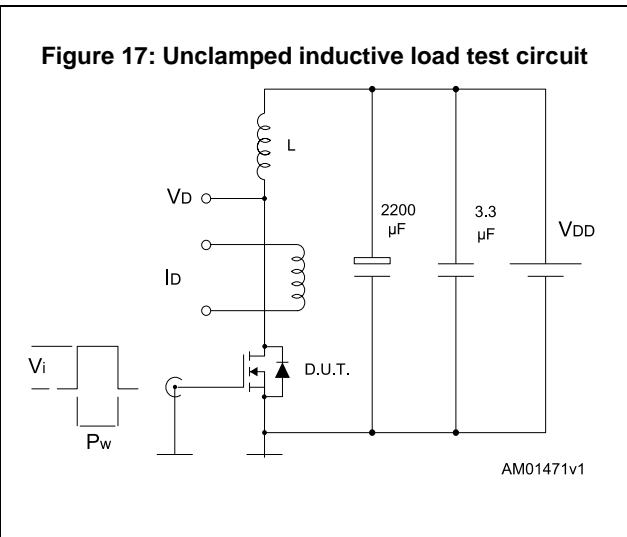 Figure 17: Unclamped inductive load test circuit
L
VD
2200
µF
3.3
µF
VDD
ID
Vi
D.U.T.
Pw
AM01471v1